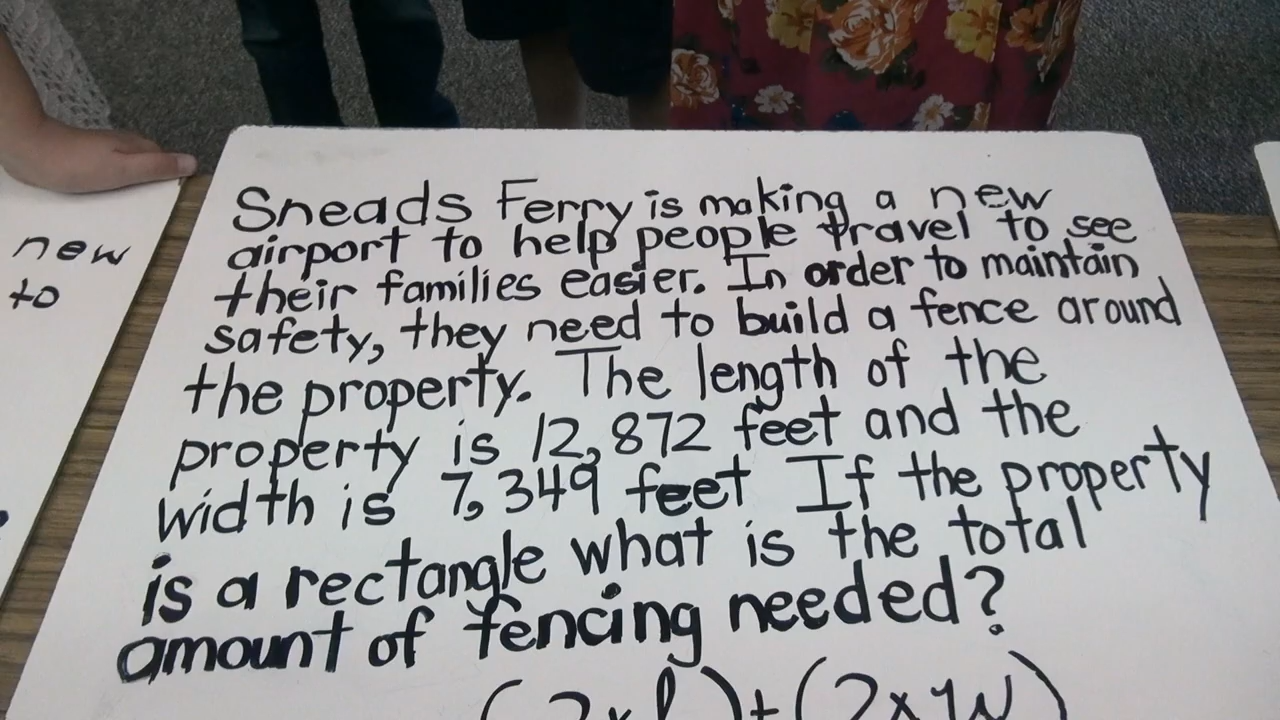 Sneads Ferry is making a new
airport to help people travel to see
their families easier. In order to maintain
safety, they need to build a fence around
the property. The length of the
property is 12,872 feet and the
width is 7,349 feet If the property
is a rectangle what is the total
amount of fencing needed?
(2xl)+(2xw)
new
to